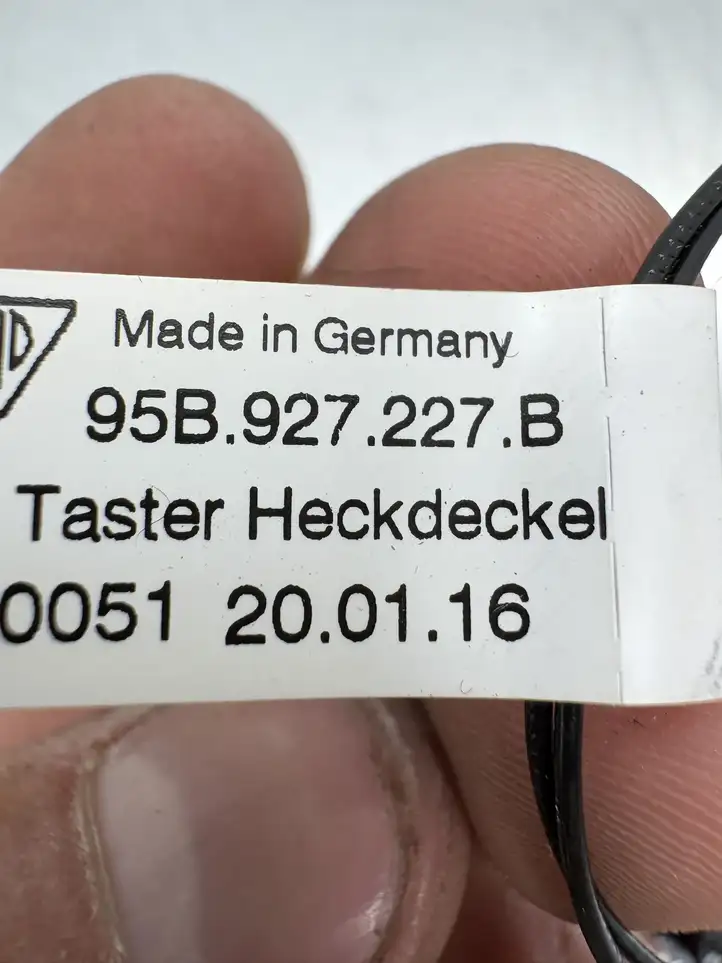 Made in Germany
95B.927.227.B
Taster Heckdeckel
0051 20.01.16